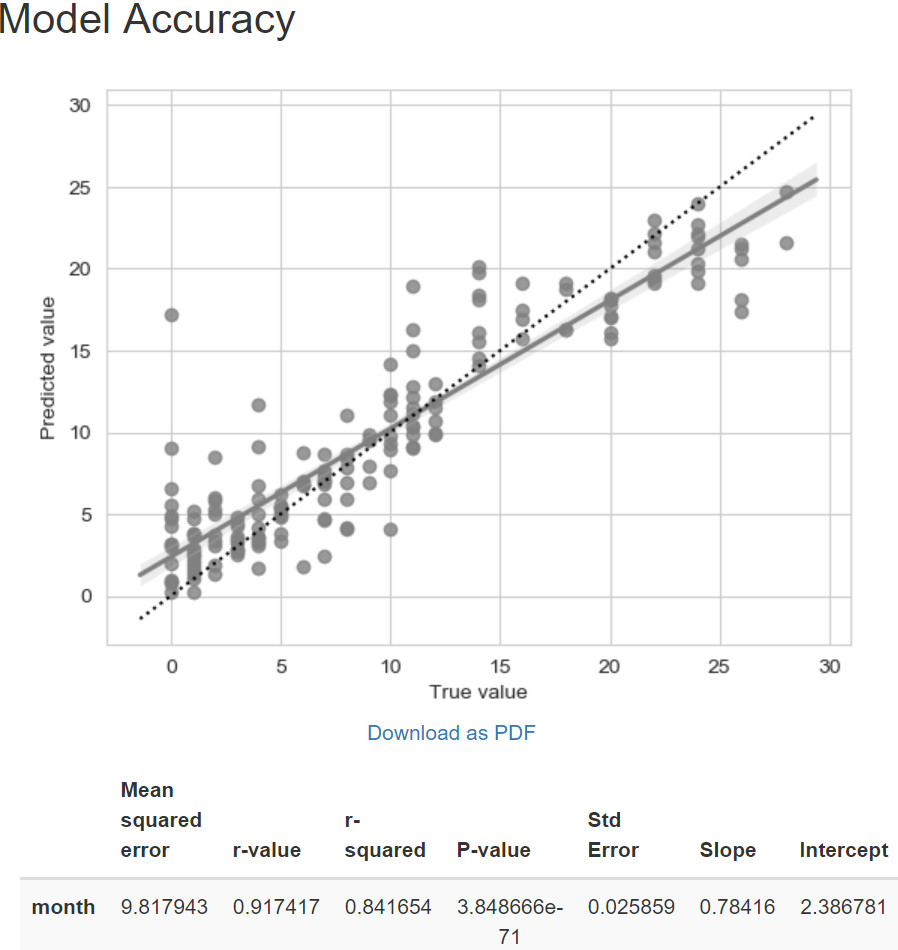 Model Accuracy
30
25
20
15
10
5
0
Predicted value
0 5 10 15 20 25 30
True value
Download as PDF
Mean
squared r- Std
error r-value squared P-value Error Slope Intercept
month 9.817943 0.917417 0.841654 3.848666e- 0.025859 0.78416 2.386781
71